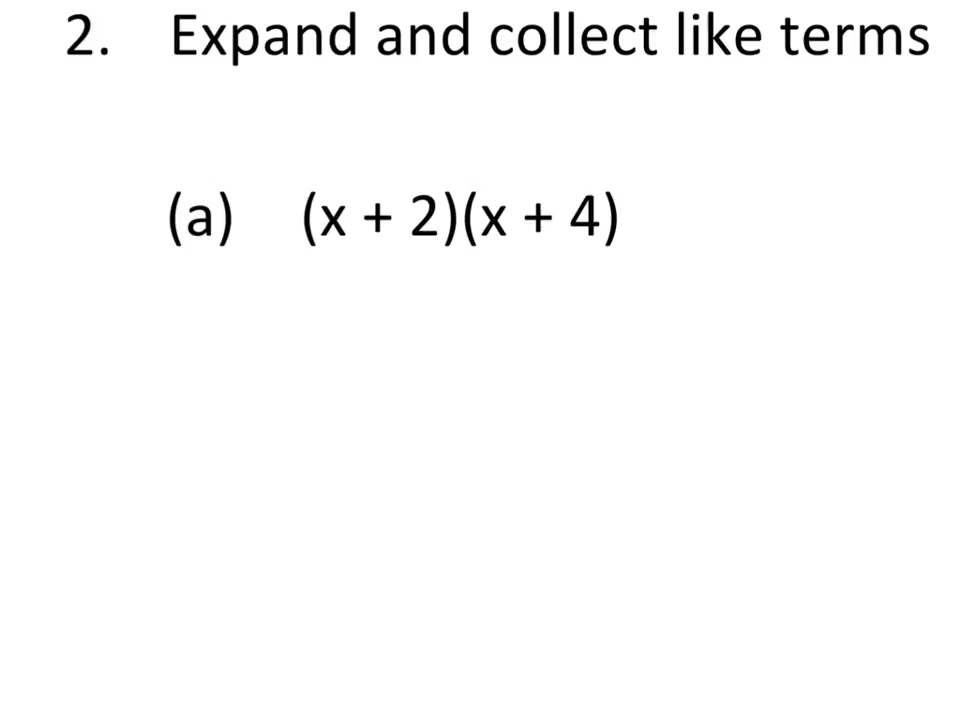 2. Expand and collect like terms
(a) (x + 2)(x + 4)